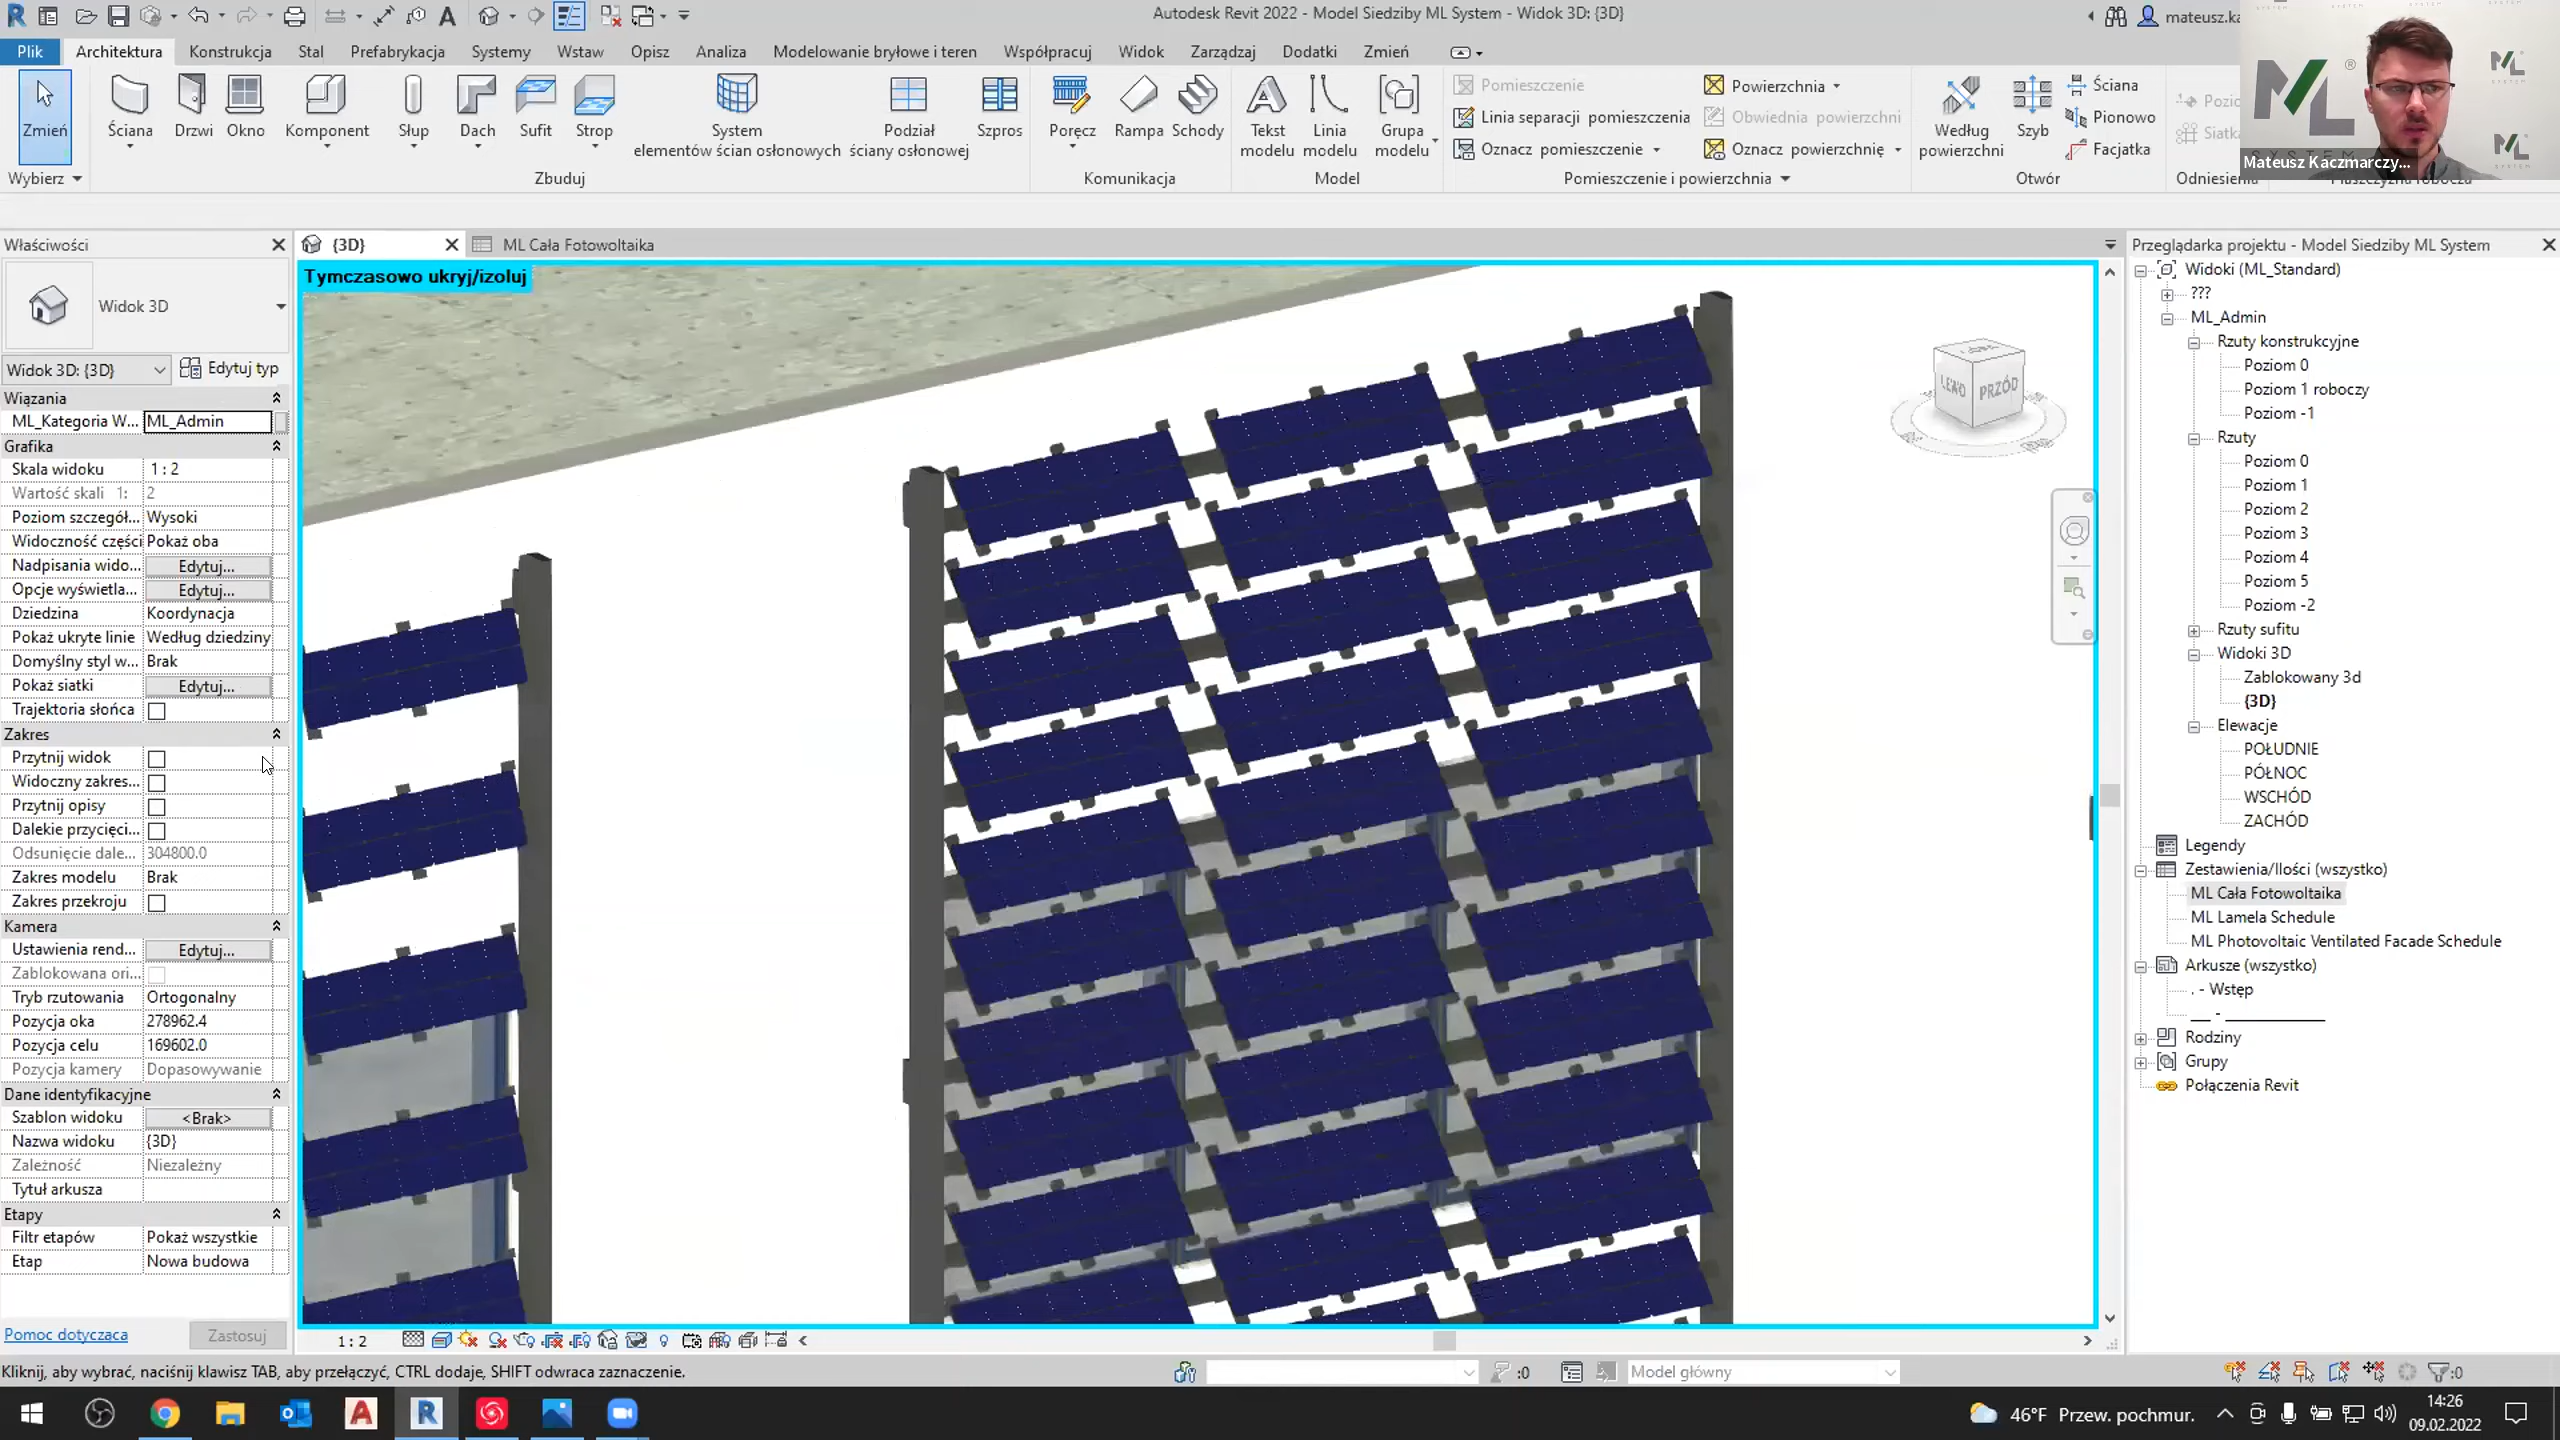 Autodesk Revit 2022 - Model Siedziby ML System - Widok 3D: {3D}
mateusz.ka
Plik Architektura Konstrukcja Stal Prefabrykacja Systemy Wstaw Opisz Analiza Modelowanie bryłowe i teren Współpracuj Widok Zarządzaj Dodatki Zmień
Zmień
Ściana
Drzwi
Okno
Komponent
Słup
Dach
Sufit
Strop
System
elementów ścian osłonowych
Podział
ściany osłonowej
Szpros
Poręcz
Rampa
Schody
Tekst
modelu
Linia
modelu
Grupa
modelu
Pomieszczenie
Linia separacji pomieszczenia
Oznacz pomieszczenie
Powierzchnia
Obwiednia powierzchni
Oznacz powierzchnię
Według
powierzchni
Szyb
Ściana
Pionowo
Facjatka
Pozio
Siatka
Wybierz
Zbuduj
Komunikacja
Model
Pomieszczenie i powierzchnia
Otwór
Odniesienia
ML
SYSTEM
Mateusz Kaczmarczy...
Właściwości
Widok 3D
Widok 3D: {3D}
Edytuj typ
Wiązania
ML_Kategoria W... ML_Admin
Grafika
Skala widoku 1 : 2
Wartość skali 1: 2
Poziom szczegół... Wysoki
Widoczność części Pokaż oba
Nadpisania wido... Edytuj...
Opcje wyświetla... Edytuj...
Dziedzina Koordynacja
Pokaż ukryte linie Według dziedziny
Domyślny styl w... Brak
Pokaż siatki Edytuj...
Trajektoria słońca
Zakres
Przytnij widok
Widoczny zakres...
Przytnij opisy
Dalekie przycięci...
Odsunięcie dale... 304800.0
Zakres modelu Brak
Zakres przekroju
Kamera
Ustawienia rend... Edytuj...
Zablokowana ori...
Tryb rzutowania Ortogonalny
Pozycja oka 278962.4
Pozycja celu 169602.0
Pozycja kamery Dopasowywanie
Dane identyfikacyjne
Szablon widoku <Brak>
Nazwa widoku {3D}
Zależność Niezależny
Tytuł arkusza
Etapy
Filtr etapów Pokaż wszystkie
Etap Nowa budowa
Pomoc dotycząca
Zastosuj
{3D}
ML Cała Fotowoltaika
Tymczasowo ukryj/izoluj
LEWO
PRZÓD
1 : 2
Przeglądarka projektu - Model Siedziby ML System
Widoki (ML_Standard)
???
ML_Admin
Rzuty konstrukcyjne
Poziom 0
Poziom 1 roboczy
Poziom -1
Rzuty
Poziom 0
Poziom 1
Poziom 2
Poziom 3
Poziom 4
Poziom 5
Poziom -2
Rzuty sufitu
Widoki 3D
Zablokowany 3d
{3D}
Elewacje
POŁUDNIE
PÓŁNOC
WSCHÓD
ZACHÓD
Legendy
Zestawienia/Ilości (wszystko)
ML Cała Fotowoltaika
ML Lamela Schedule
ML Photovoltaic Ventilated Facade Schedule
Arkusze (wszystko)
. - Wstęp
__ - ____________
Rodziny
Grupy
Połączenia Revit
Kliknij, aby wybrać, naciśnij klawisz TAB, aby przełączyć, CTRL dodaje, SHIFT odwraca zaznaczenie.
:0
Model główny
:0
46°F Przew. pochmur.
14:26
09.02.2022